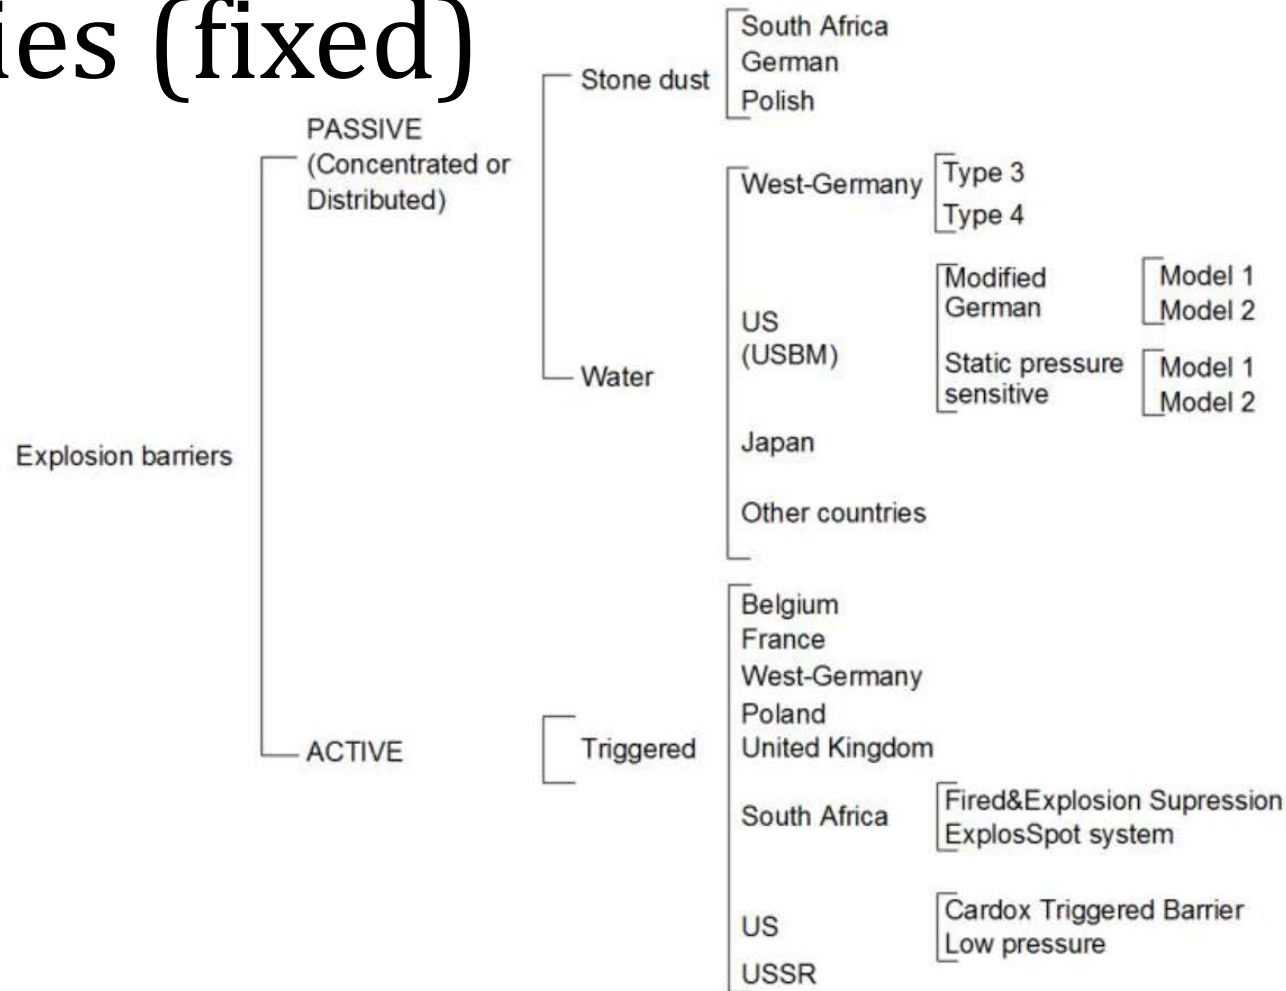 ies (fixed)
Explosion barriers
PASSIVE
(Concentrated or
Distributed)
Stone dust
South Africa
German
Polish
Water
West-Germany
Type 3
Type 4
US
(USBM)
Modified
German
Model 1
Model 2
Static pressure
sensitive
Model 1
Model 2
Japan
Other countries
ACTIVE
Triggered
Belgium
France
West-Germany
Poland
United Kingdom
South Africa
Fired&Explosion Supression
ExplosSpot system
US
Cardox Triggered Barrier
Low pressure
USSR